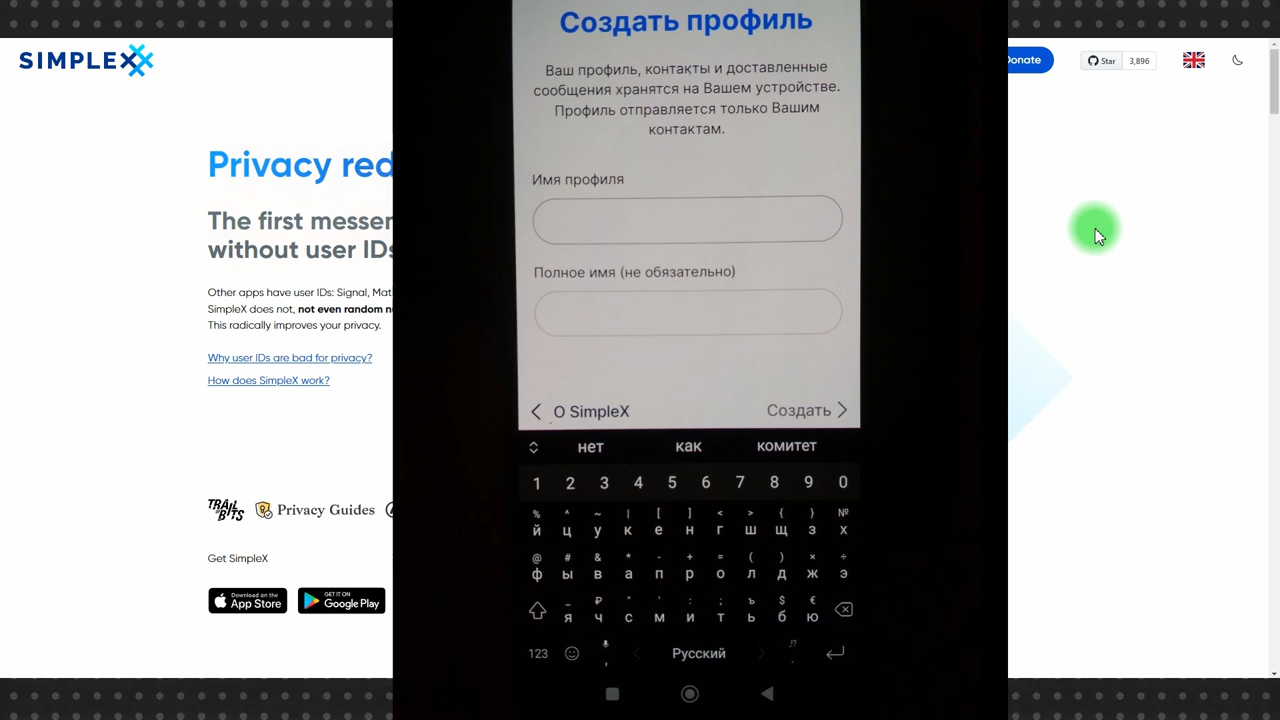 SIMPLEX
Donate
Star
3,896
Privacy red
The first messen
without user IDs
Other apps have user IDs: Signal, Mat
SimpleX does not, not even random n
This radically improves your privacy.
Why user IDs are bad for privacy?
How does SimpleX work?
TRAIL
BITS
Privacy Guides
Get SimpleX
Download on the
App Store
GET IT ON
Google Play
Создать профиль
Ваш профиль, контакты и доставленные
сообщения хранятся на Вашем устройстве.
Профиль отправляется только Вашим
контактам.
Имя профиля
Полное имя (не обязательно)
О SimpleX
Создать
нет как комитет
1 2 3 4 5 6 7 8 9 0
% ^ ~ | [ ] < > { } №
й ц у к е н г ш щ з х
@ # & * - + = ( ) × ÷
ф ы в а п р о л д ж э
_ ₽ " ' : ; ъ $ €
я ч с м и т ь б ю
123
,
Русский
!?
.